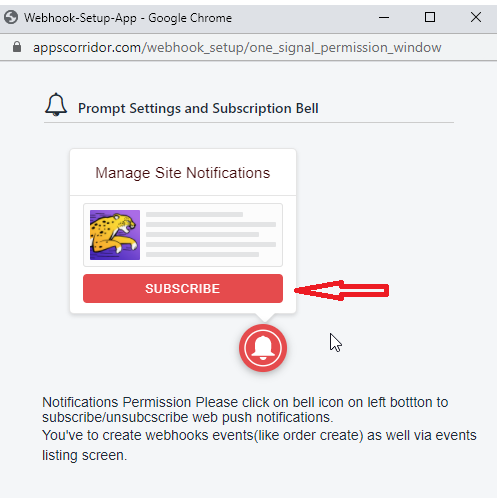 Webhook-Setup-App - Google Chrome
appscorridor.com/webhook_setup/one_signal_permission_window
Prompt Settings and Subscription Bell
Manage Site Notifications
SUBSCRIBE
Notifications Permission Please click on bell icon on left bottton to
subscribe/unsubcscribe web push notifications.
You've to create webhooks events(like order create) as well via events
listing screen.